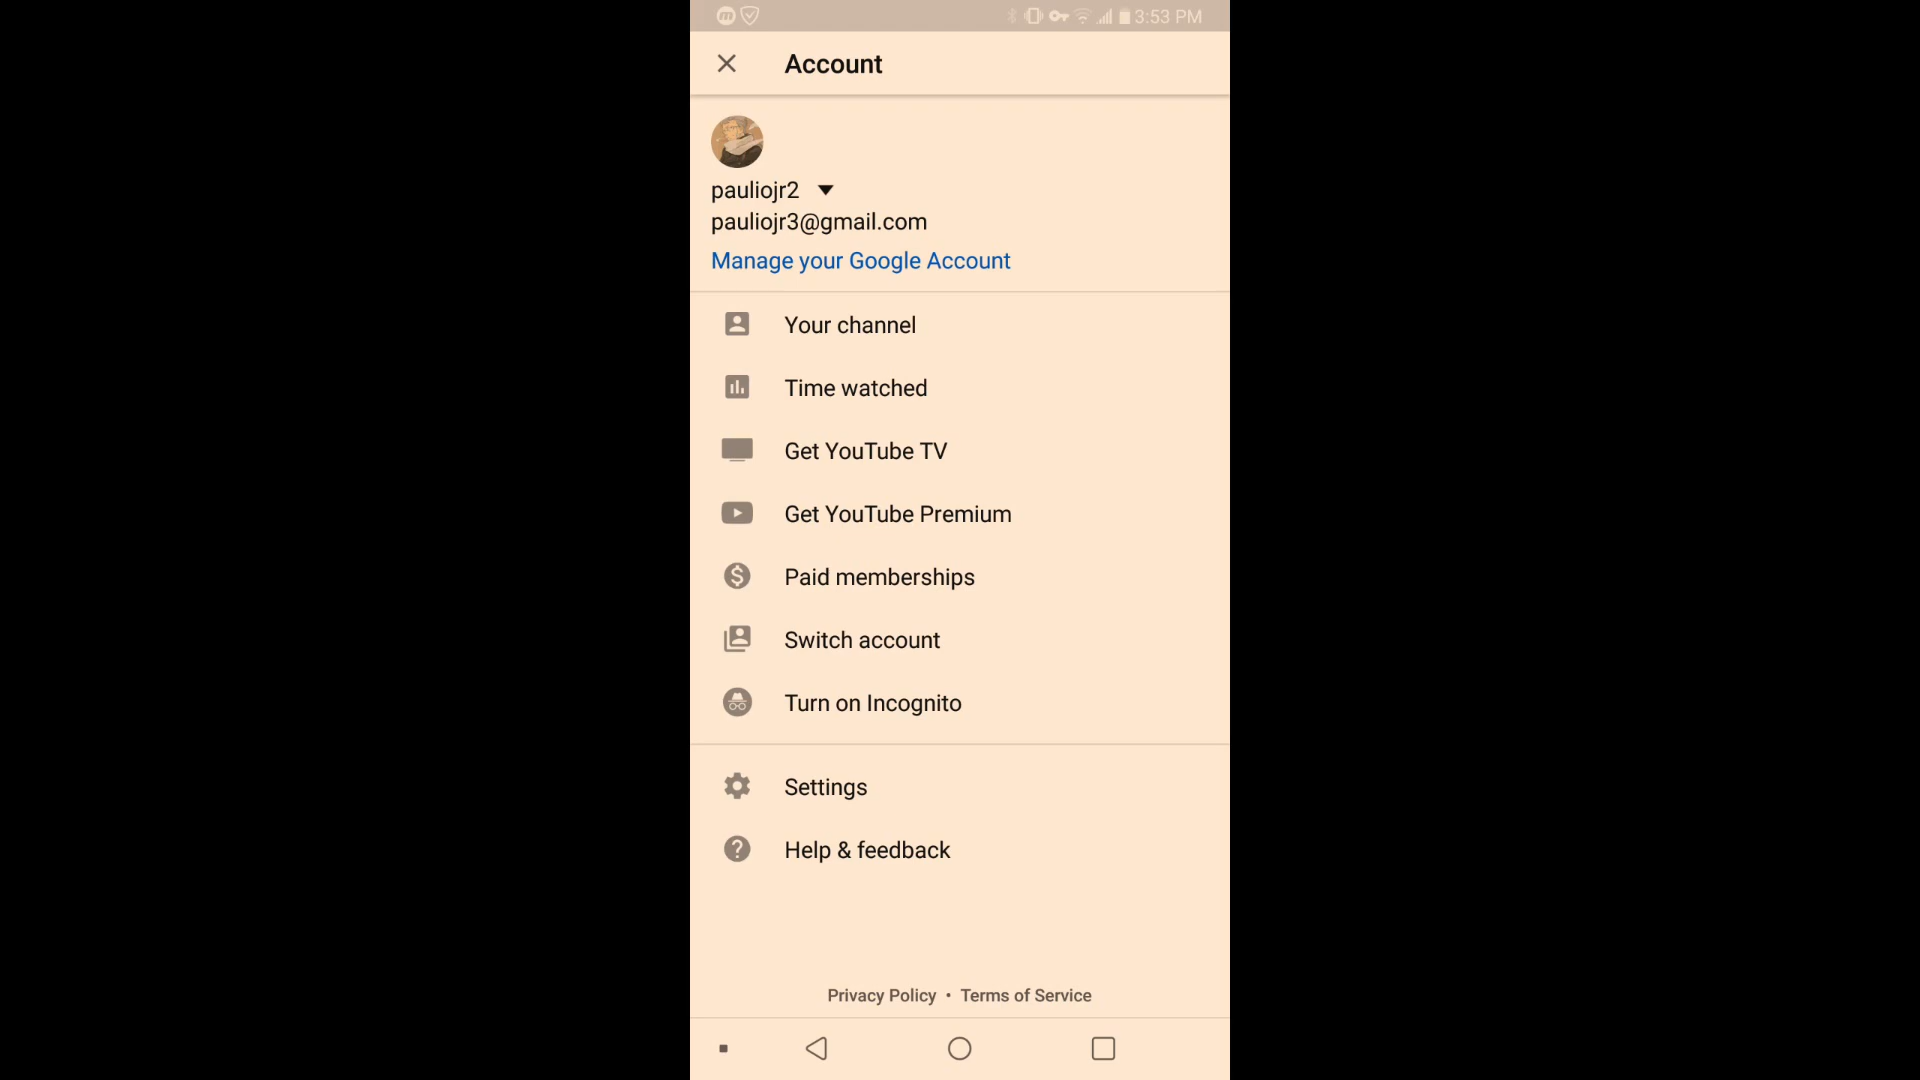 3:53 PM
Account
pauliojr2
pauliojr3@gmail.com
Manage your Google Account
Your channel
Time watched
Get YouTube TV
Get YouTube Premium
Paid memberships
Switch account
Turn on Incognito
Settings
Help & feedback
Privacy Policy • Terms of Service